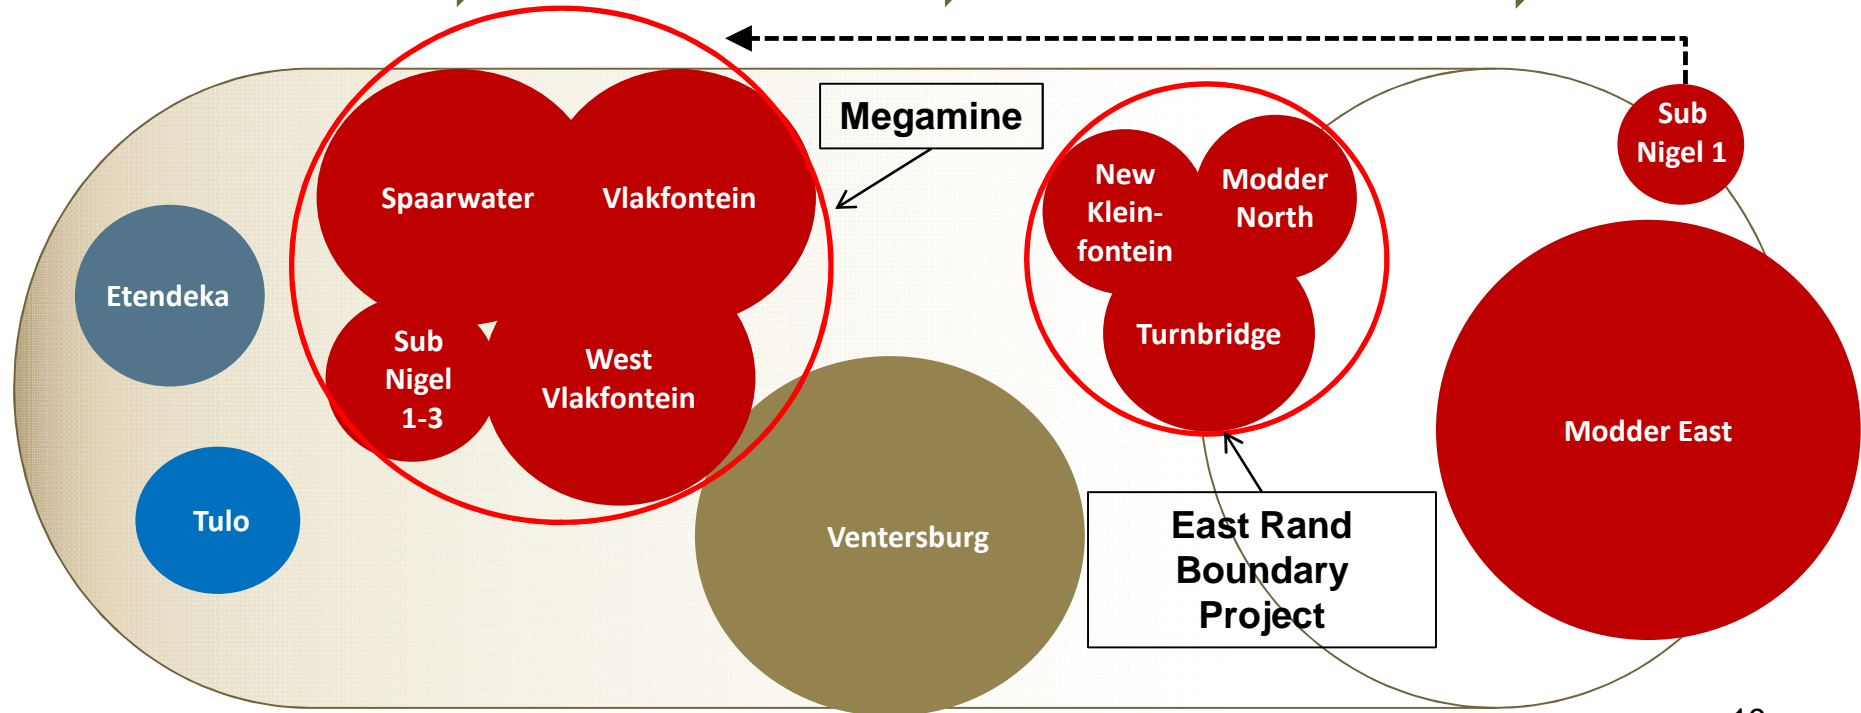 Megamine
Sub
Nigel 1
New
Klein-
fontein
Modder
North
Spaarwater
Vlakfontein
Etendeka
Turnbridge
Sub
Nigel
1-3
West
Vlakfontein
Modder East
Tulo
Ventersburg
East Rand
Boundary
Project